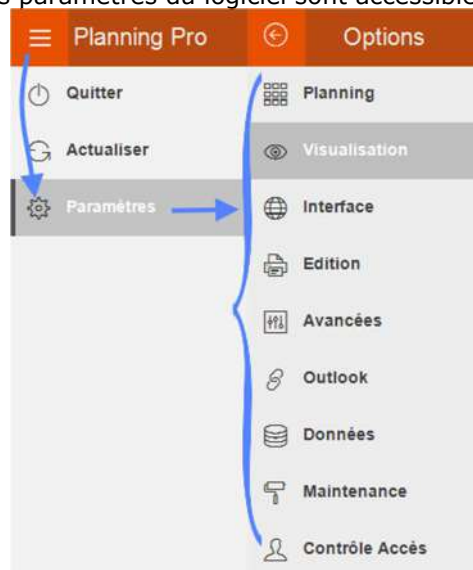 s paramètres du logiciel sont accessible
Planning Pro
Options
Quitter
Planning
Actualiser
Visualisation
Paramètres
Interface
Edition
Avancées
Outlook
Données
Maintenance
Contrôle Accès